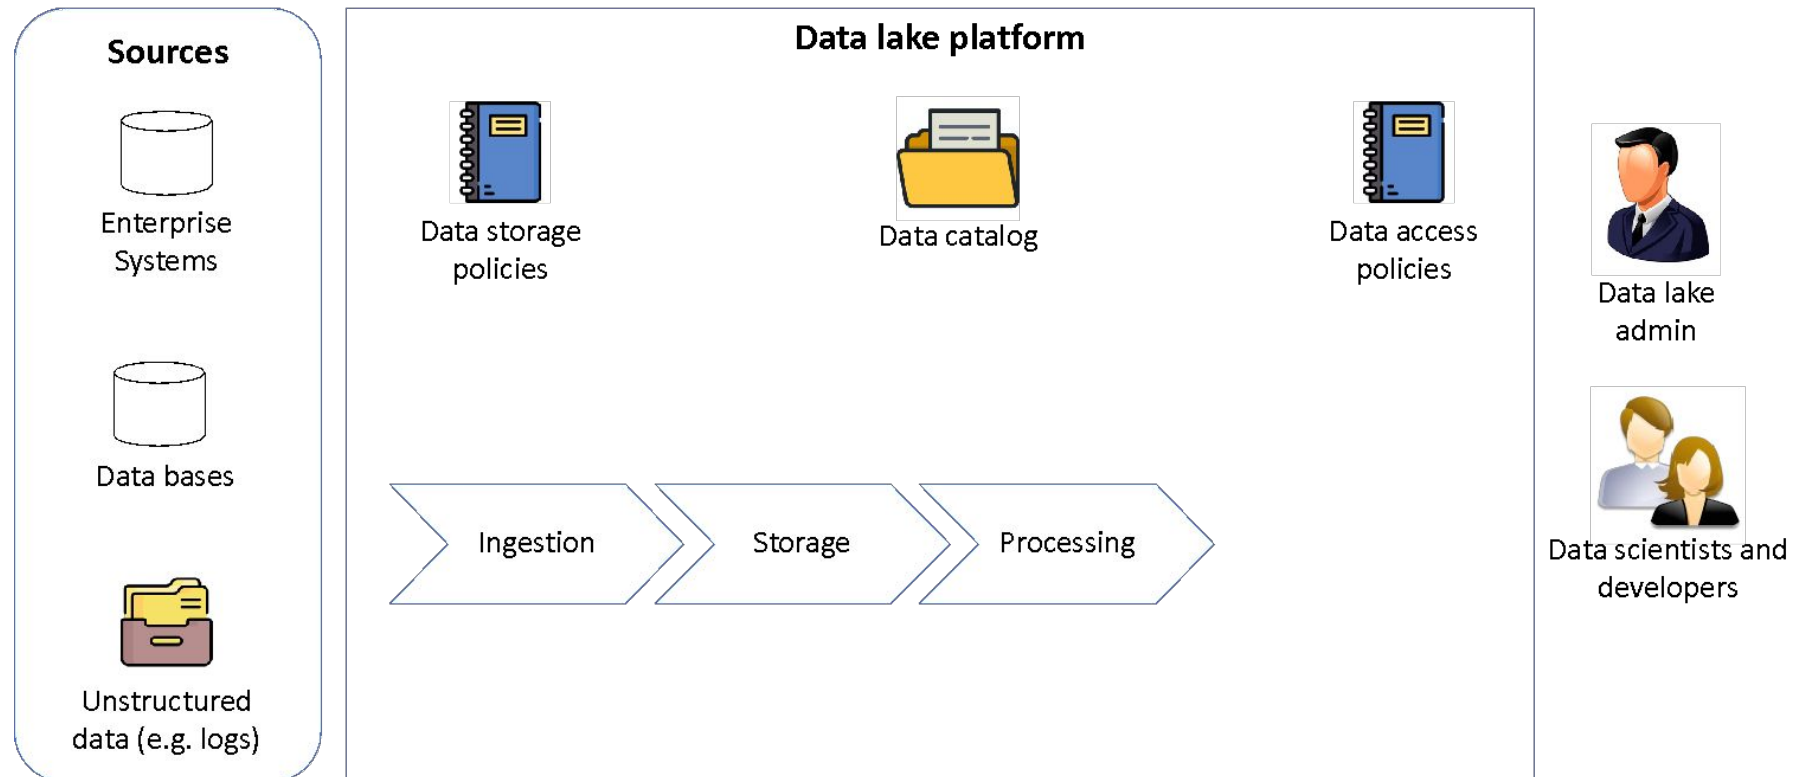 Sources
Enterprise
Systems
Data bases
Unstructured
data (e.g. logs)
Data lake platform
Data storage
policies
Data catalog
Data access
policies
Ingestion
Storage
Processing
Data lake
admin
Data scientists and
developers